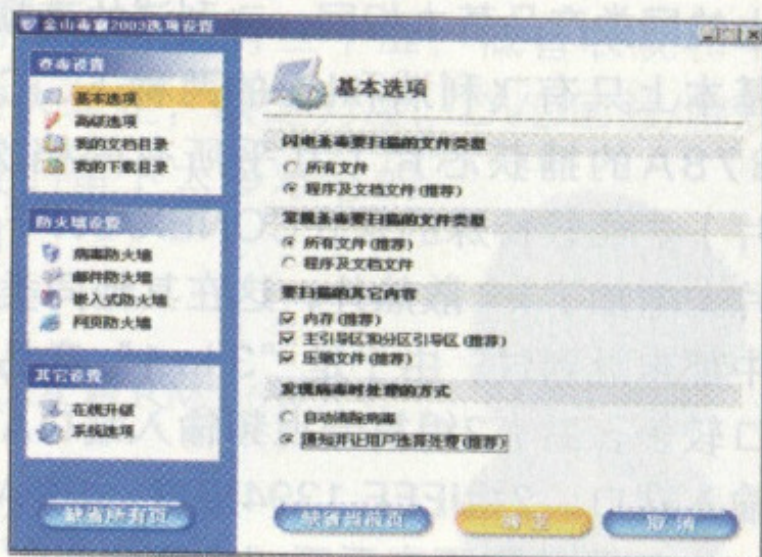 金山毒霸2003选项设置
查毒设置
基本选项
高级选项
我的文档目录
我的下载目录
防火墙设置
病毒防火墙
邮件防火墙
嵌入式防火墙
网页防火墙
其它设置
在线升级
系统选项
缺省所有页
基本选项
闪电杀毒要扫描的文件类型
所有文件
程序及文档文件(推荐)
常规杀毒要扫描的文件类型
所有文件(推荐)
程序及文档文件
要扫描的其它内容
内存(推荐)
主引导区和分区引导区(推荐)
压缩文件(推荐)
发现病毒时处理的方式
自动清除病毒
通知并让用户选择处理(推荐)
缺省当前页
确定
取消